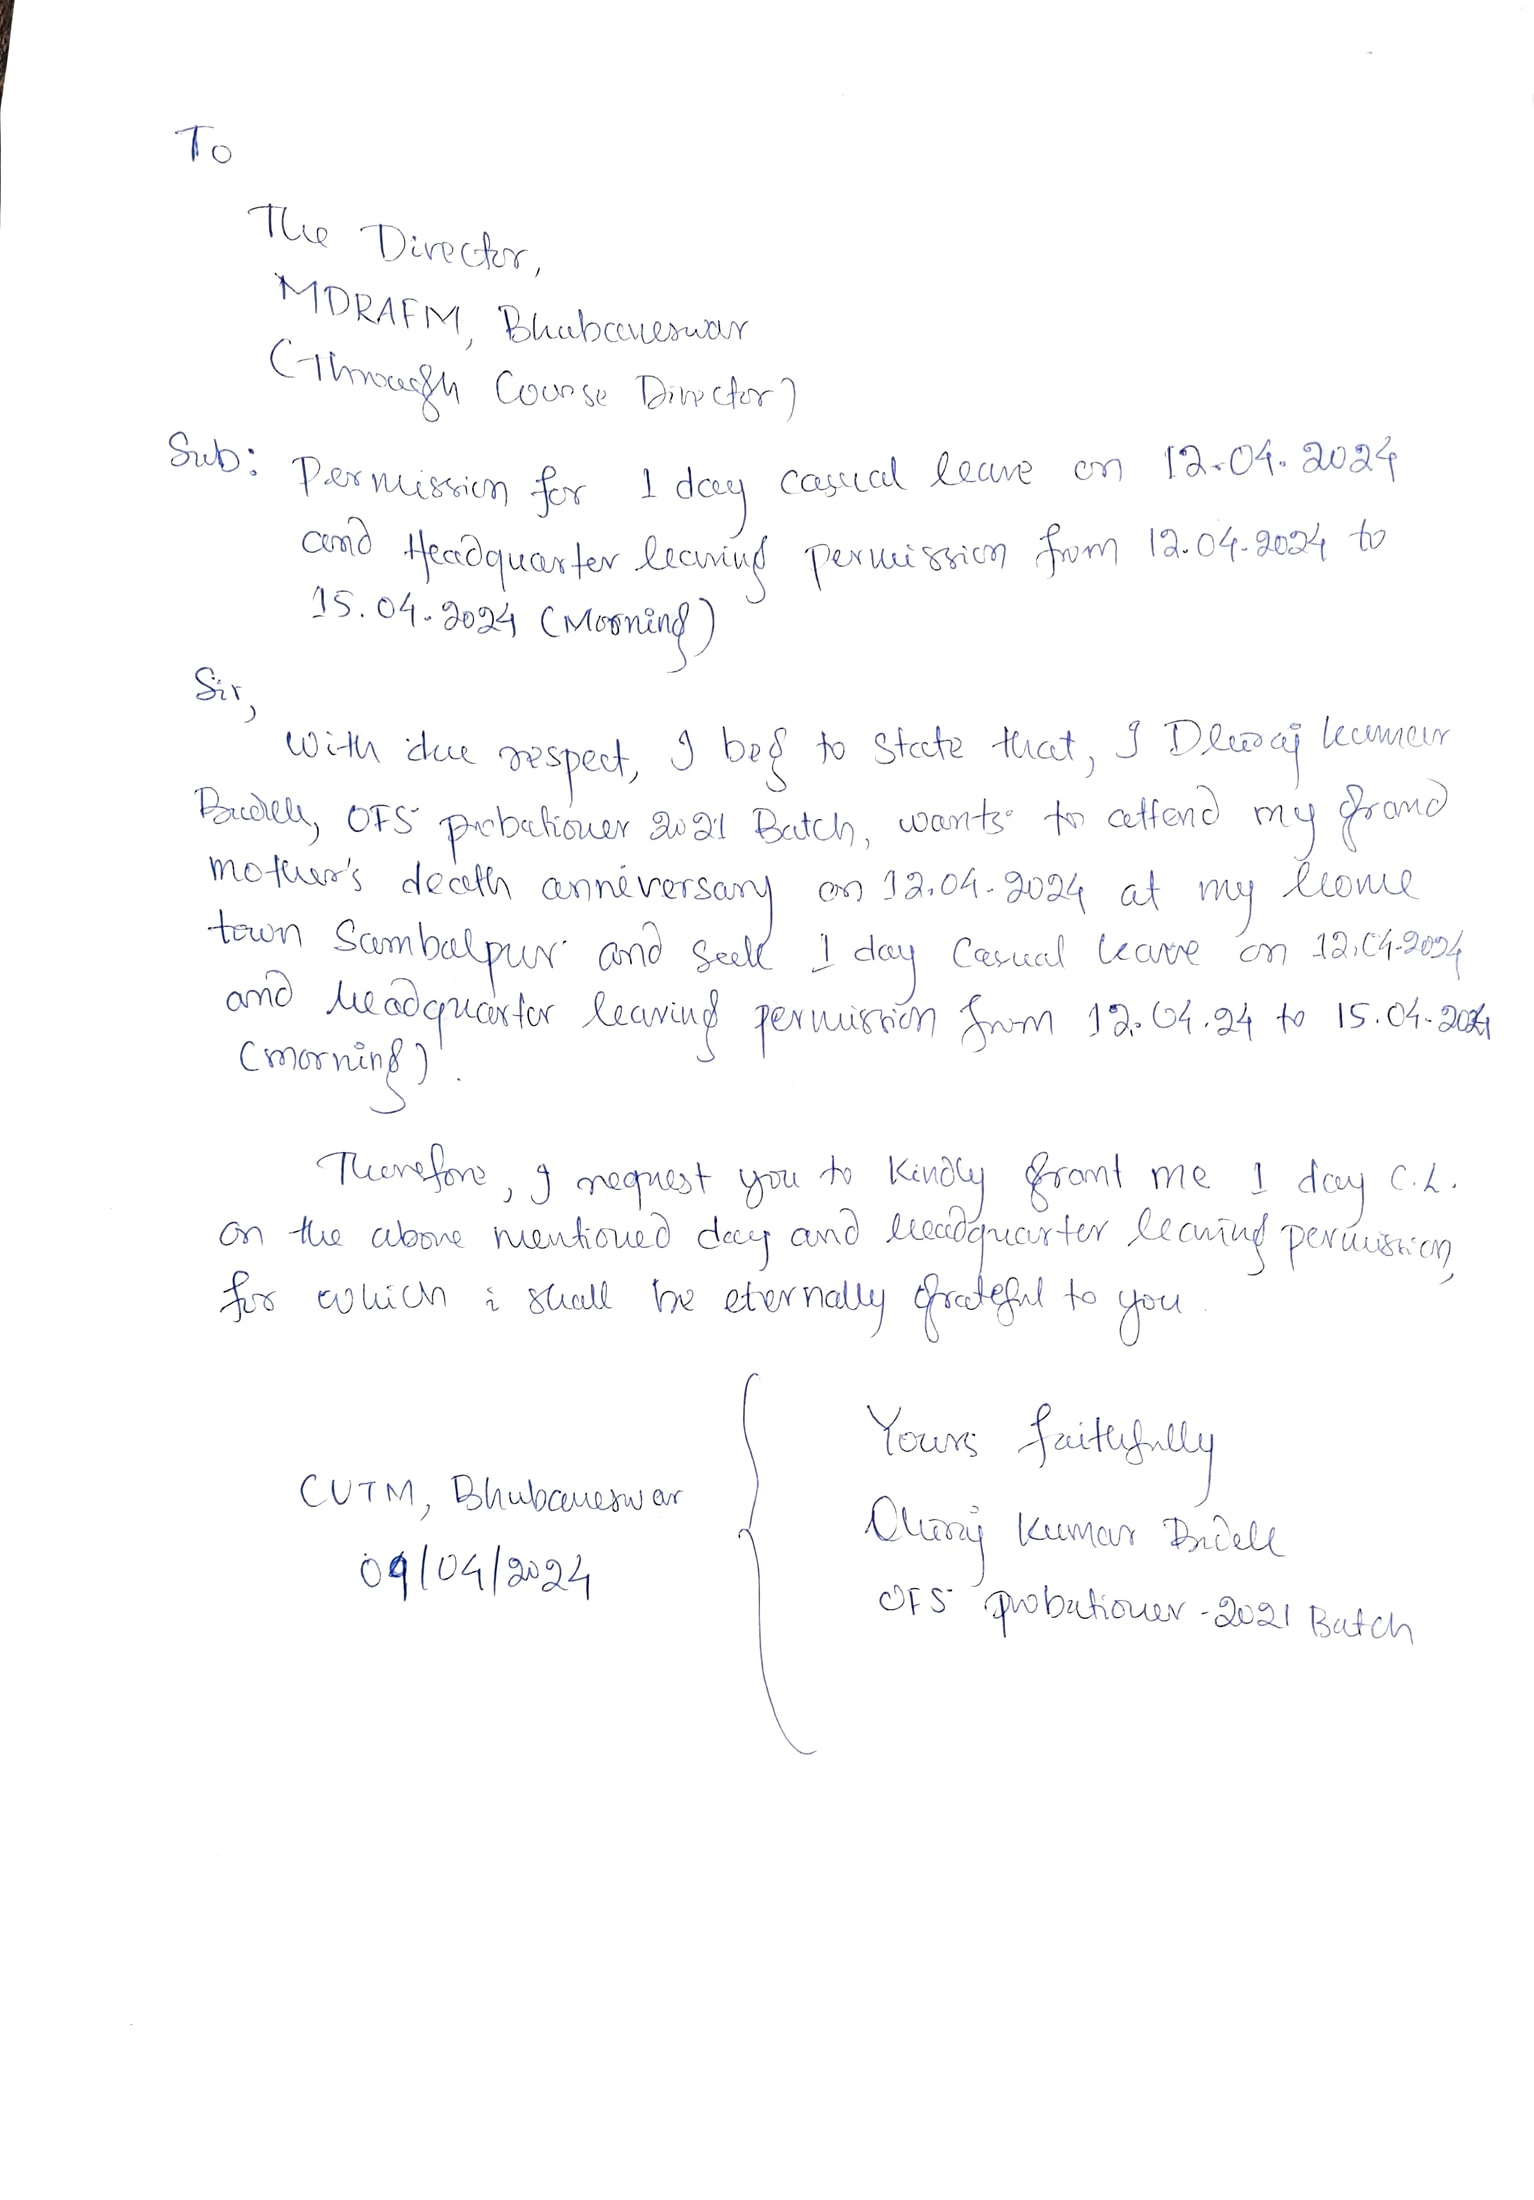 To
The Director,
MDRAFM, Bhubaneswar
(Through Course Director)
Sub: Permission for 1 day casual leave on 12.04.2024
and Headquarter leaving permission from 12.04.2024 to
15.04.2024 (Morning)
Sir,
With due respect, I beg to state that, I Dhiraj Kumar
OFS probationer 2021 Batch, wants to attend my grand
mother's death anniversary on 12.04.2024 at my home
town Sambalpur and seek 1 day Casual leave on 12.04.2024
and headquarter leaving permission from 12.04.24 to 15.04.2024
(morning).
Therefore, I request you to kindly grant me 1 day C.L.
on the above mentioned day and headquarter leaving permission,
for which i shall be eternally grateful to you.
Yours faithfully
CUTM, Bhubaneswar
Dhiraj Kumar
09/04/2024
OFS probationer - 2021 Batch